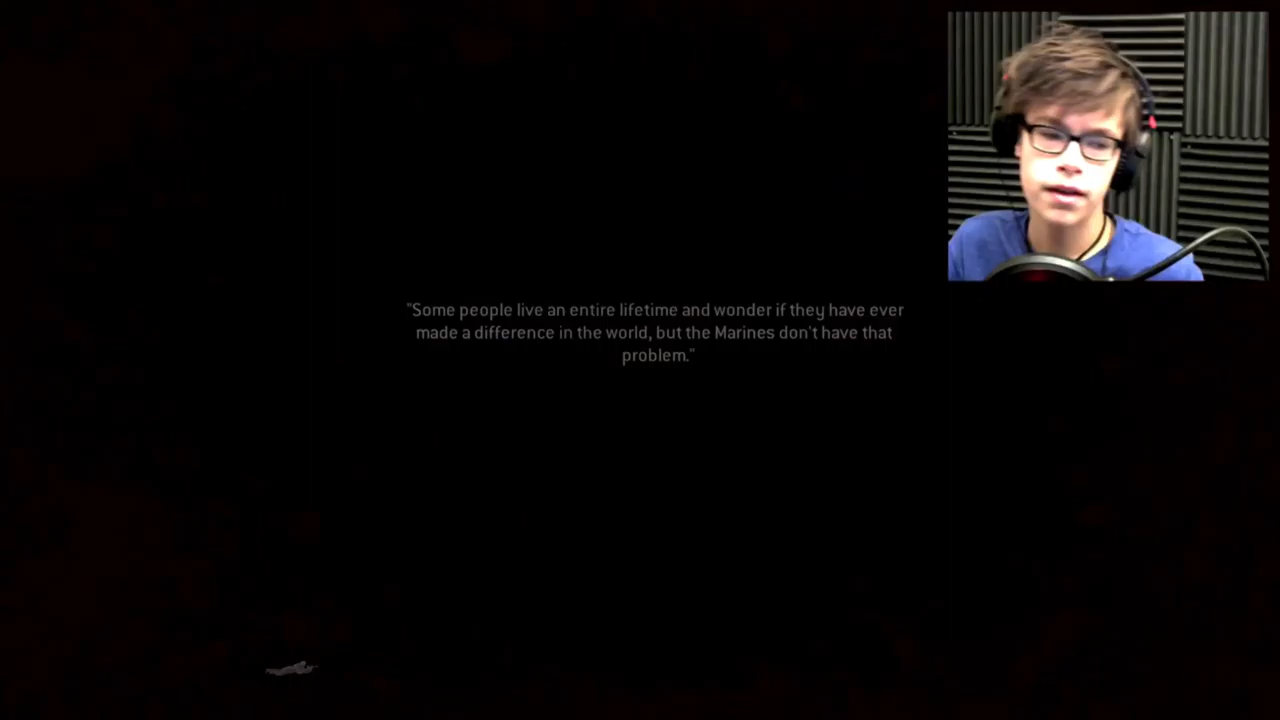 "Some people live an entire lifetime and wonder if they have ever
made a difference in the world, but the Marines don't have that
problem."